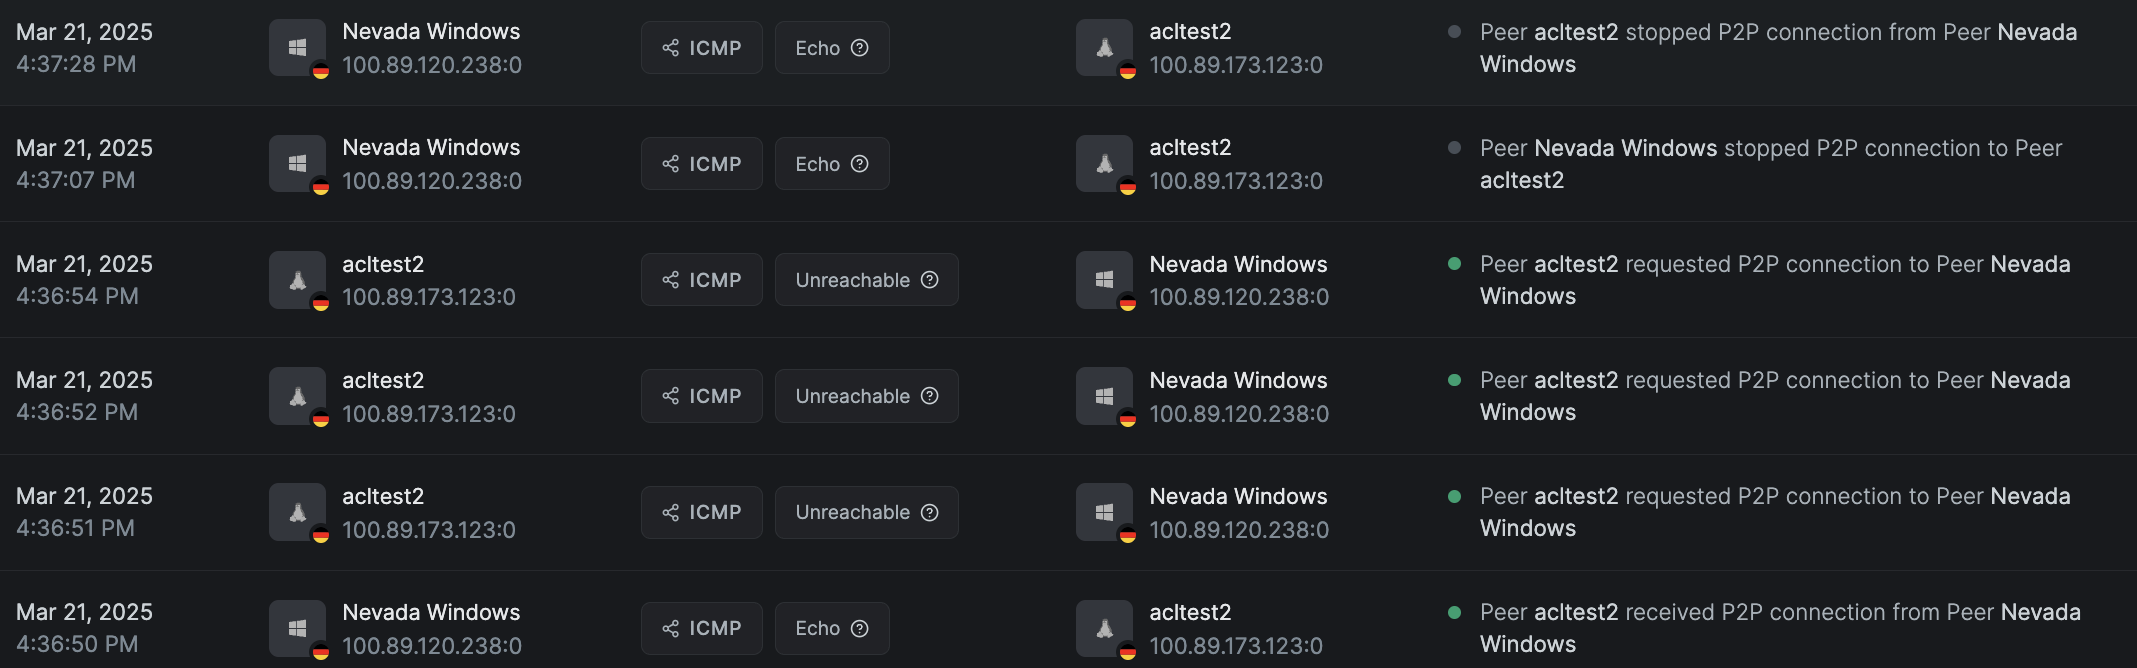 Mar 21, 2025
4:37:28 PM
Nevada Windows
100.89.120.238:0
ICMP
Echo
acltest2
100.89.173.123:0
Peer acltest2 stopped P2P connection from Peer Nevada
Windows
Mar 21, 2025
4:37:07 PM
Nevada Windows
100.89.120.238:0
ICMP
Echo
acltest2
100.89.173.123:0
Peer Nevada Windows stopped P2P connection to Peer
acltest2
Mar 21, 2025
4:36:54 PM
acltest2
100.89.173.123:0
ICMP
Unreachable
Nevada Windows
100.89.120.238:0
Peer acltest2 requested P2P connection to Peer Nevada
Windows
Mar 21, 2025
4:36:52 PM
acltest2
100.89.173.123:0
ICMP
Unreachable
Nevada Windows
100.89.120.238:0
Peer acltest2 requested P2P connection to Peer Nevada
Windows
Mar 21, 2025
4:36:51 PM
acltest2
100.89.173.123:0
ICMP
Unreachable
Nevada Windows
100.89.120.238:0
Peer acltest2 requested P2P connection to Peer Nevada
Windows
Mar 21, 2025
4:36:50 PM
Nevada Windows
100.89.120.238:0
ICMP
Echo
acltest2
100.89.173.123:0
Peer acltest2 received P2P connection from Peer Nevada
Windows